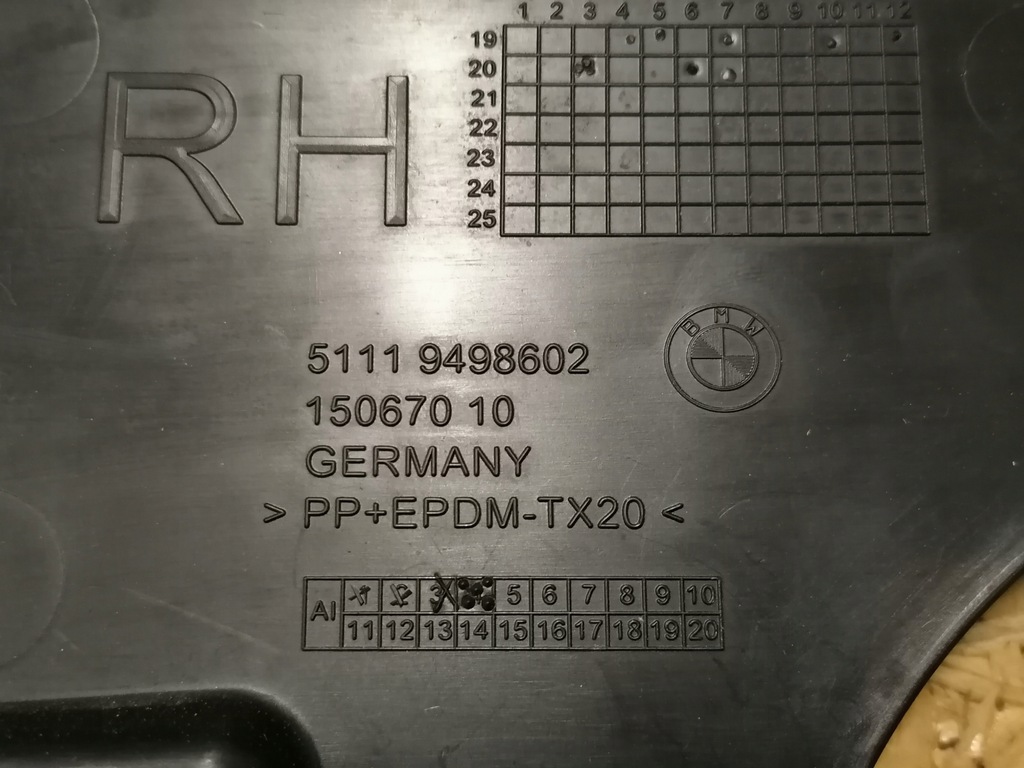 RH
1 2 3 4 5 6 7 8 9 10 11 12
19
20
21
22
23
24
25
BMW
5111 9498602
150670 10
GERMANY
> PP+EPDM-TX20 <
AI 5 6 7 8 9 10
11 12 13 14 15 16 17 18 19 20